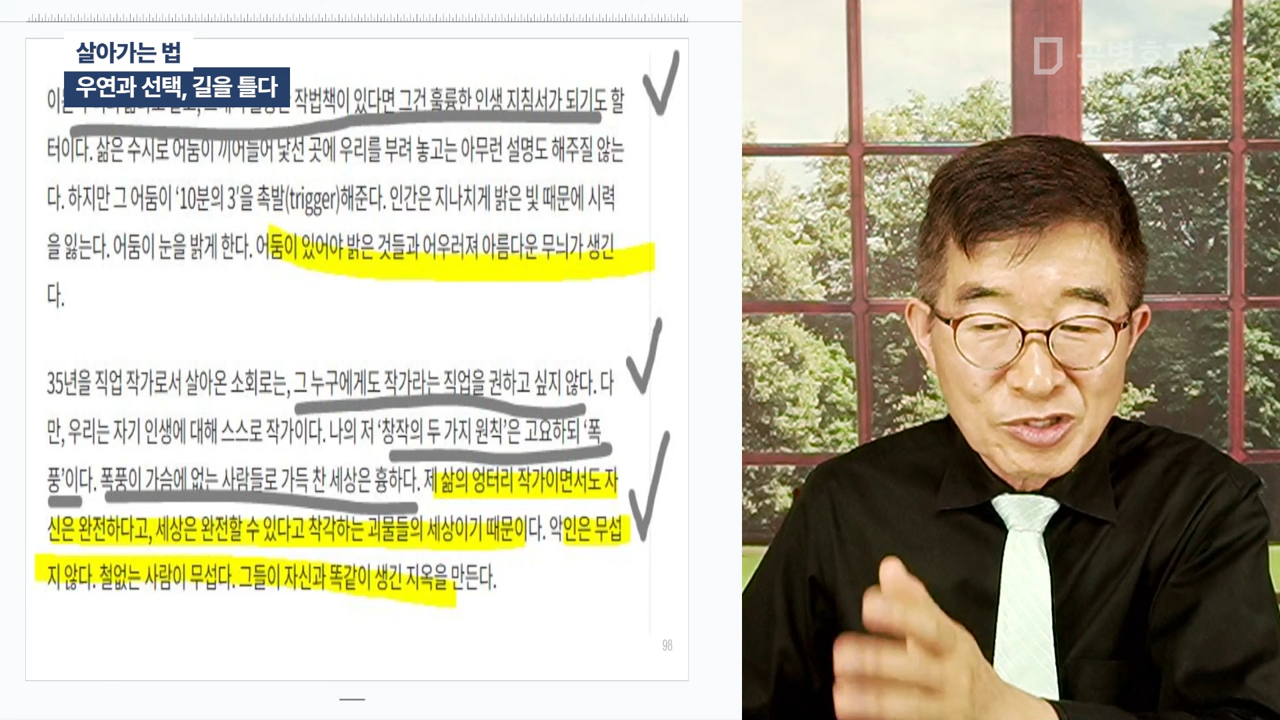 살아가는 법
우연과 선택, 길을 틀다
작법책이 있다면 그건 훌륭한 인생 지침서가 되기도 할
터이다. 삶은 수시로 어둠이 끼어들어 낯선 곳에 우리를 부려 놓고는 아무런 설명도 해주질 않는
다. 하지만 그 어둠이 ‘10분의 3’을 촉발(trigger)해준다. 인간은 지나치게 밝은 빛 때문에 시력
을 잃는다. 어둠이 눈을 밝게 한다. 어둠이 있어야 밝은 것들과 어우러져 아름다운 무늬가 생긴
다.
35년을 직업 작가로서 살아온 소회로는, 그 누구에게도 작가라는 직업을 권하고 싶지 않다. 다
만, 우리는 자기 인생에 대해 스스로 작가이다. 나의 저 ‘창작의 두 가지 원칙’은 고요하되 ‘폭
풍’이다. 폭풍이 가슴에 없는 사람들로 가득 찬 세상은 흉하다. 제 삶의 엉터리 작가이면서도 자
신은 완전하다고, 세상은 완전할 수 있다고 착각하는 괴물들의 세상이기 때문이다. 악인은 무섭
지 않다. 철없는 사람이 무섭다. 그들이 자신과 똑같이 생긴 지옥을 만든다.
98
공병호TV